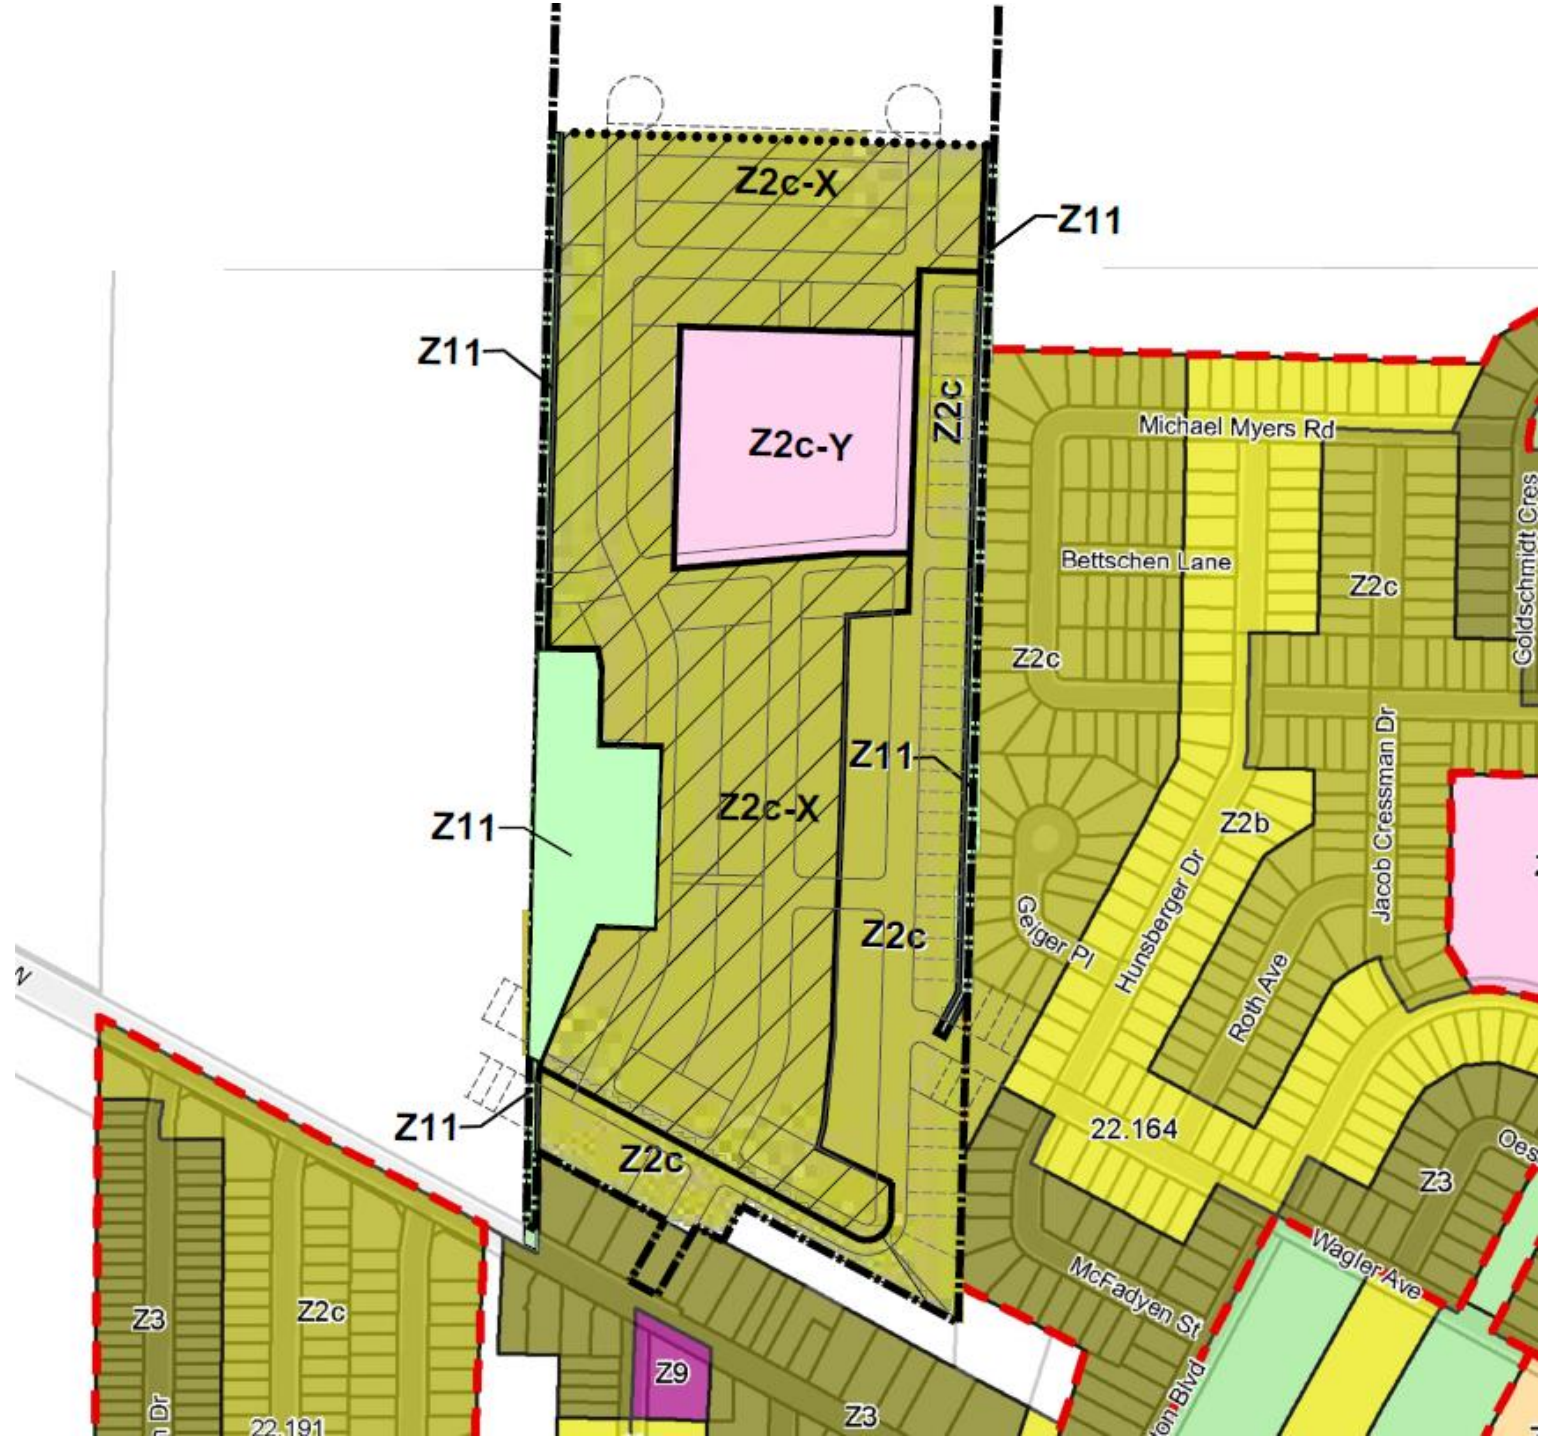 Z2c-X
Z11
Z11
Z2c
Michael Myers Rd
Z2c-Y
Goldschmidt Cres
Bettschen Lane
Z2c
Z2c
Z11
Jacob Cressman Dr
Z2c-X
Z11
Z2b
Hunsberger Dr
Geiger Pl
Z2c
Roth Ave
Z11
22.164
Z2c
Z3
Wagler Ave
McFadyen St
Z3
Z2c
Z9
Z3
Dr
22.191
Blvd